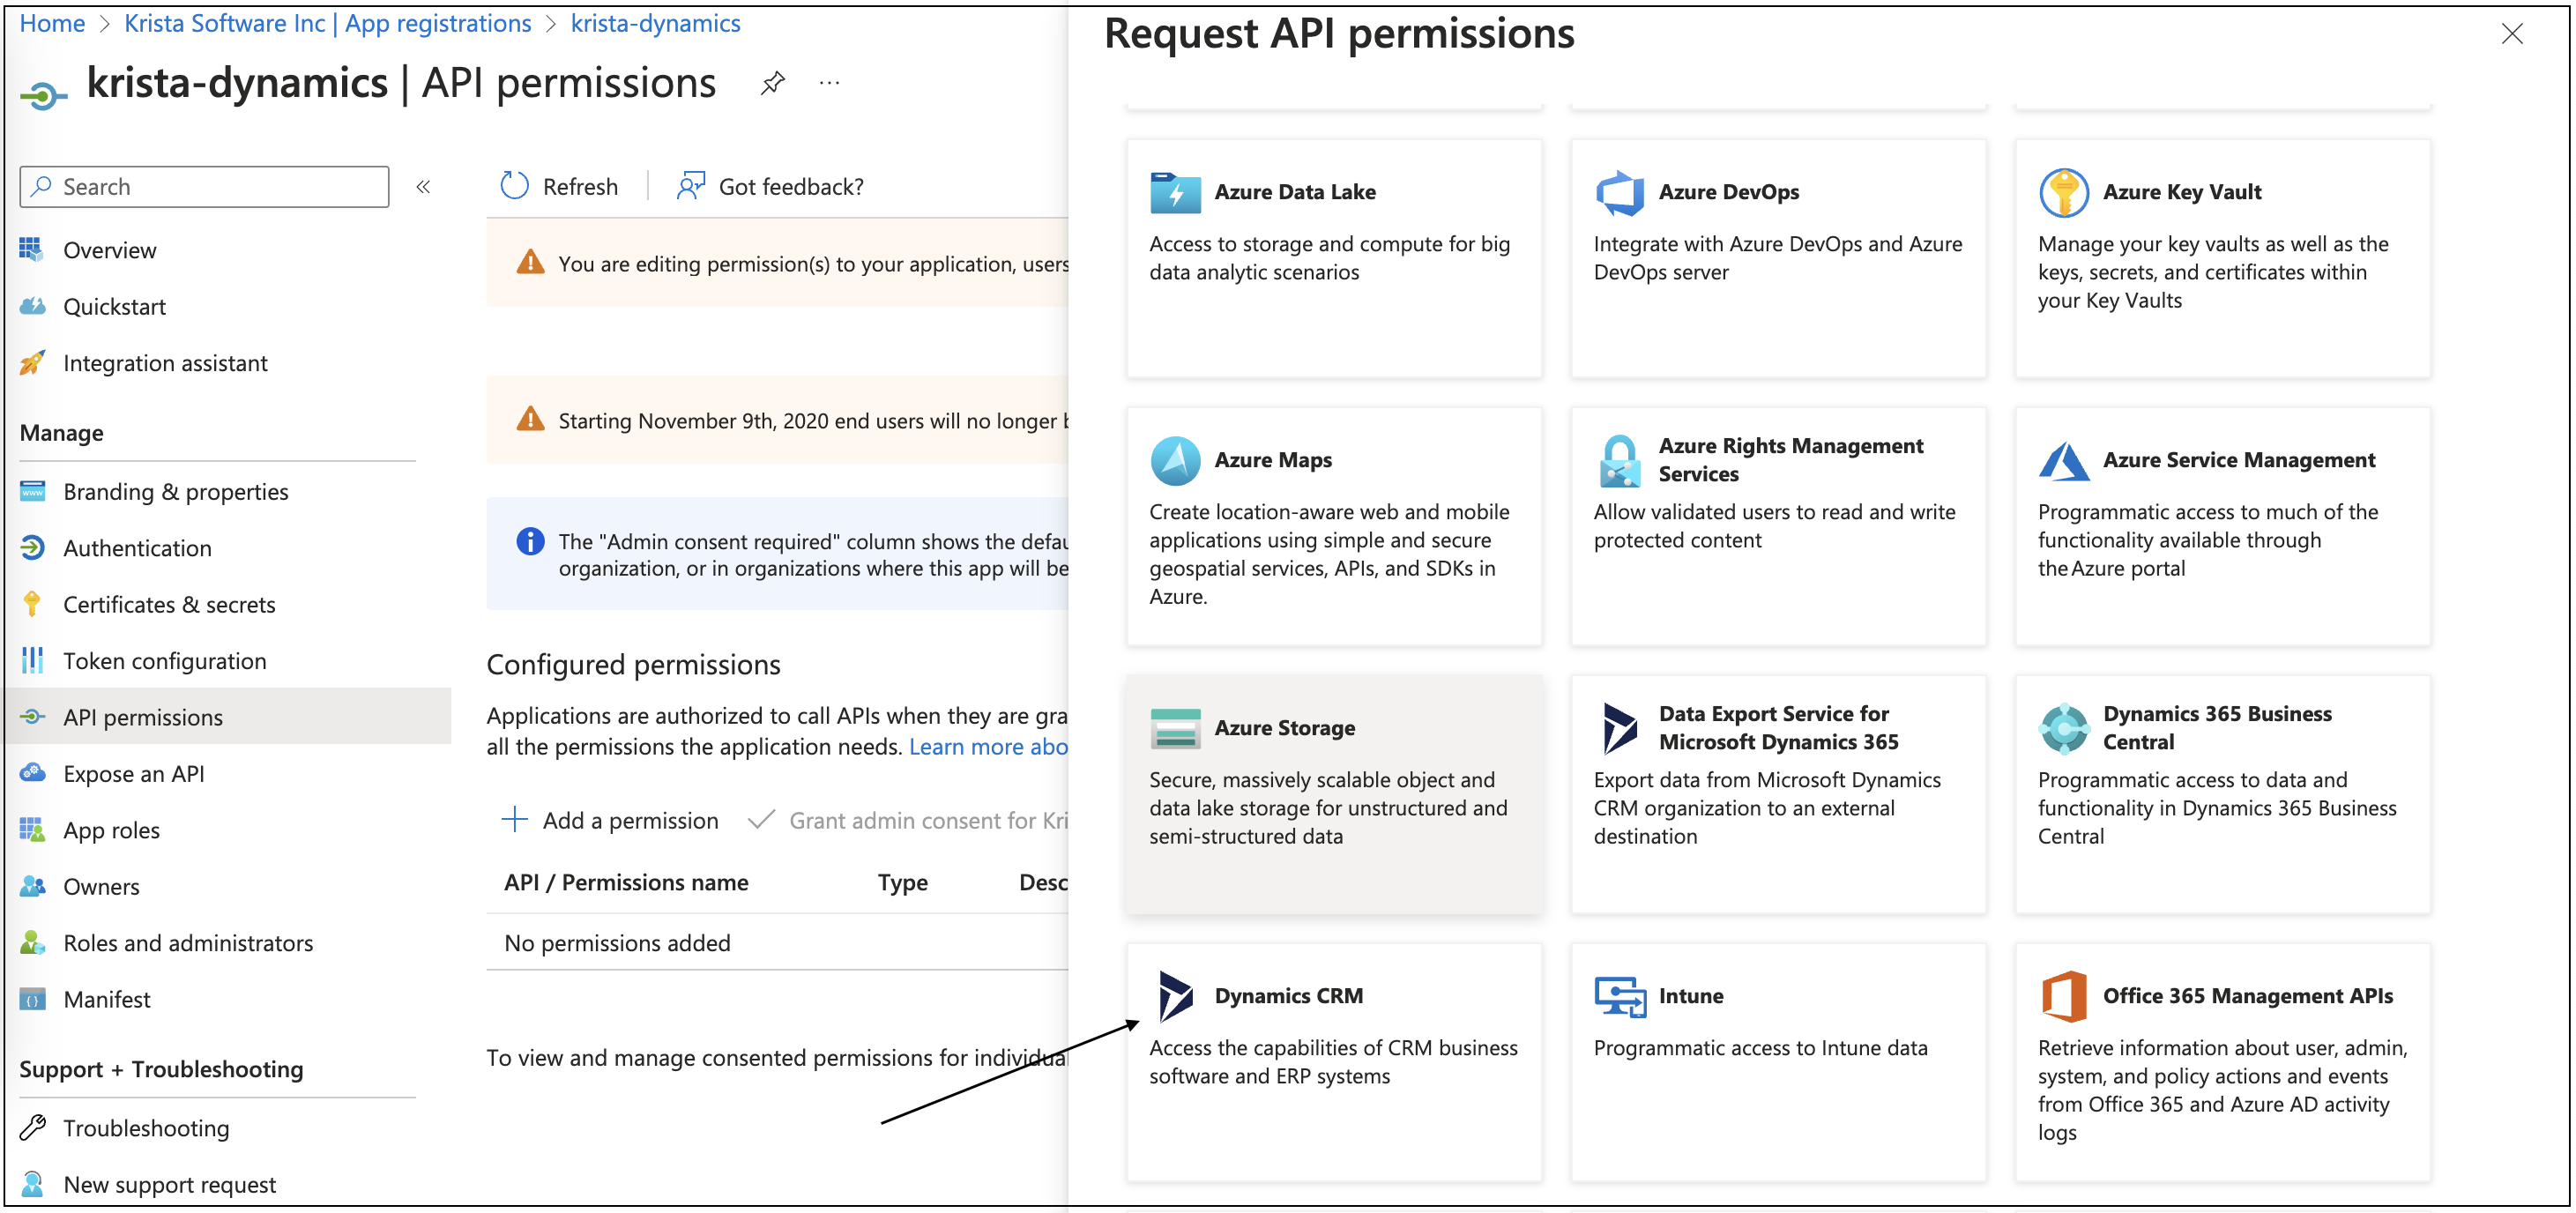 Home > Krista Software Inc | App registrations > krista-dynamics
krista-dynamics | API permissions
Search
Overview
Quickstart
Integration assistant
Manage
Branding & properties
Authentication
Certificates & secrets
Token configuration
API permissions
Expose an API
App roles
Owners
Roles and administrators
Manifest
Support + Troubleshooting
Troubleshooting
New support request
Refresh
Got feedback?
You are editing permission(s) to your application, users
Starting November 9th, 2020 end users will no longer
The "Admin consent required" column shows the defau
organization, or in organizations where this app will be
Configured permissions
Applications are authorized to call APIs when they are gra
all the permissions the application needs. Learn more abo
Add a permission
Grant admin consent for Kri
API / Permissions name
Type
Desc
No permissions added
To view and manage consented permissions for individual
Request API permissions
Azure Data Lake
Access to storage and compute for big
data analytic scenarios
Azure DevOps
Integrate with Azure DevOps and Azure
DevOps server
Azure Key Vault
Manage your key vaults as well as the
keys, secrets, and certificates within
your Key Vaults
Azure Maps
Create location-aware web and mobile
applications using simple and secure
geospatial services, APIs, and SDKs in
Azure.
Azure Rights Management
Services
Allow validated users to read and write
protected content
Azure Service Management
Programmatic access to much of the
functionality available through
the Azure portal
Azure Storage
Secure, massively scalable object and
data lake storage for unstructured and
semi-structured data
Data Export Service for
Microsoft Dynamics 365
Export data from Microsoft Dynamics
CRM organization to an external
destination
Dynamics 365 Business
Central
Programmatic access to data and
functionality in Dynamics 365 Business
Central
Dynamics CRM
Access the capabilities of CRM business
software and ERP systems
Intune
Programmatic access to Intune data
Office 365 Management APIs
Retrieve information about user, admin,
system, and policy actions and events
from Office 365 and Azure AD activity
logs